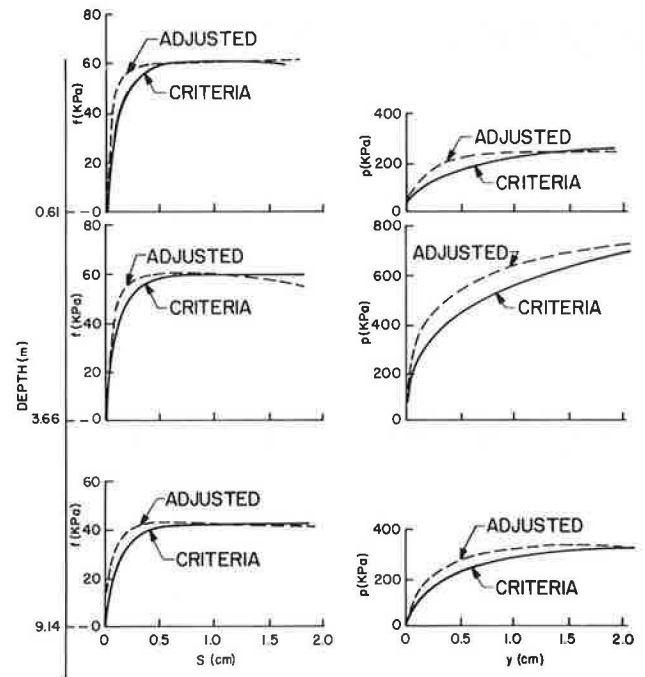 80
60
40
20
0
f(KPa)
ADJUSTED
CRITERIA
0.61
400
200
0
p(KPa)
ADJUSTED
CRITERIA
80
60
40
20
0
f(KPa)
ADJUSTED
CRITERIA
DEPTH (m)
3.66
800
600
400
200
0
p(KPa)
ADJUSTED
CRITERIA
60
40
20
0
f(KPa)
ADJUSTED
CRITERIA
9.14
0 0.5 1.0 1.5 2.0
S (cm)
400
200
0
p(KPa)
ADJUSTED
CRITERIA
0 0.5 1.0 1.5 2.0
y (cm)